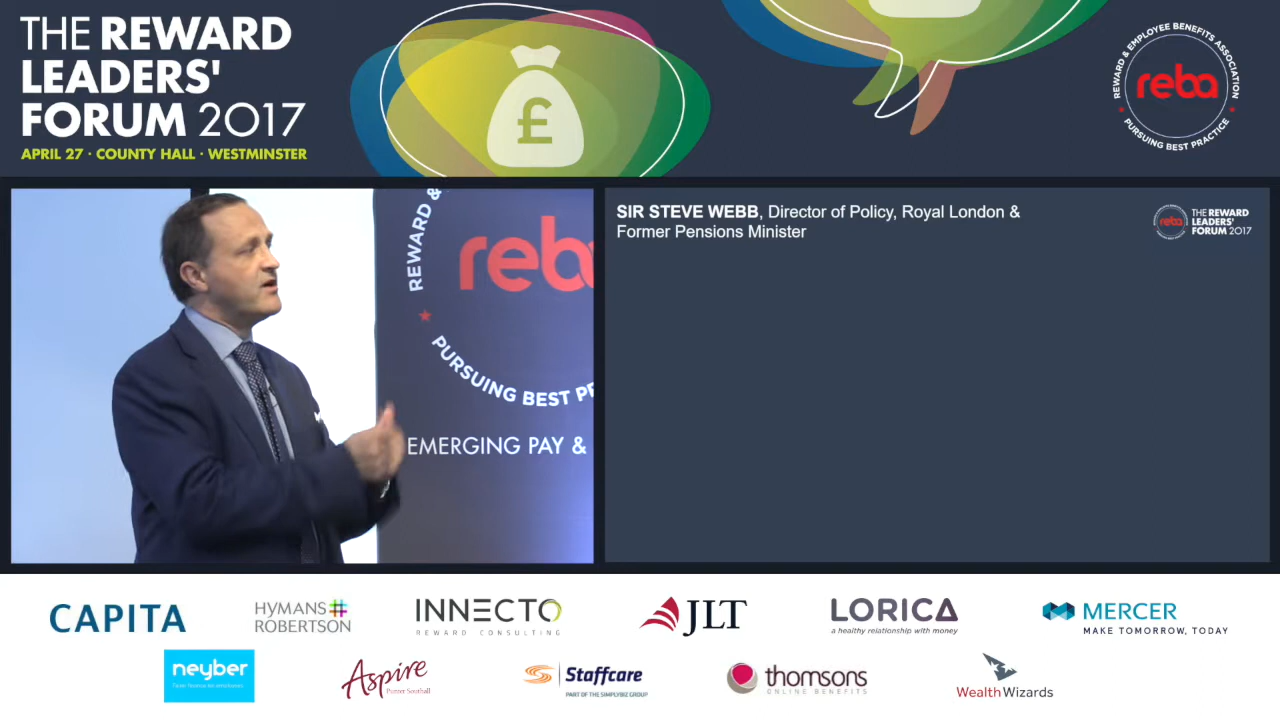 THE REWARD
LEADERS'
FORUM 2017
APRIL 27 · COUNTY HALL · WESTMINSTER
£
REWARD & EMPLOYEE BENEFITS ASSOCIATION
reba
PURSUING BEST PRACTICE
REWARD &
reba
PURSUING BEST PR
EMERGING PAY &
SIR STEVE WEBB, Director of Policy, Royal London &
Former Pensions Minister
reba
THE REWARD
LEADERS'
FORUM 2017
CAPITA
HYMANS
ROBERTSON
INNECTO
REWARD CONSULTING
JLT
LORICA
a healthy relationship with money
MERCER
MAKE TOMORROW, TODAY
neyber
Aspire
Punter Southall
Staffcare
PART OF THE SIMPLYBIZ GROUP
thomsons
ONLINE BENEFITS
WealthWizards